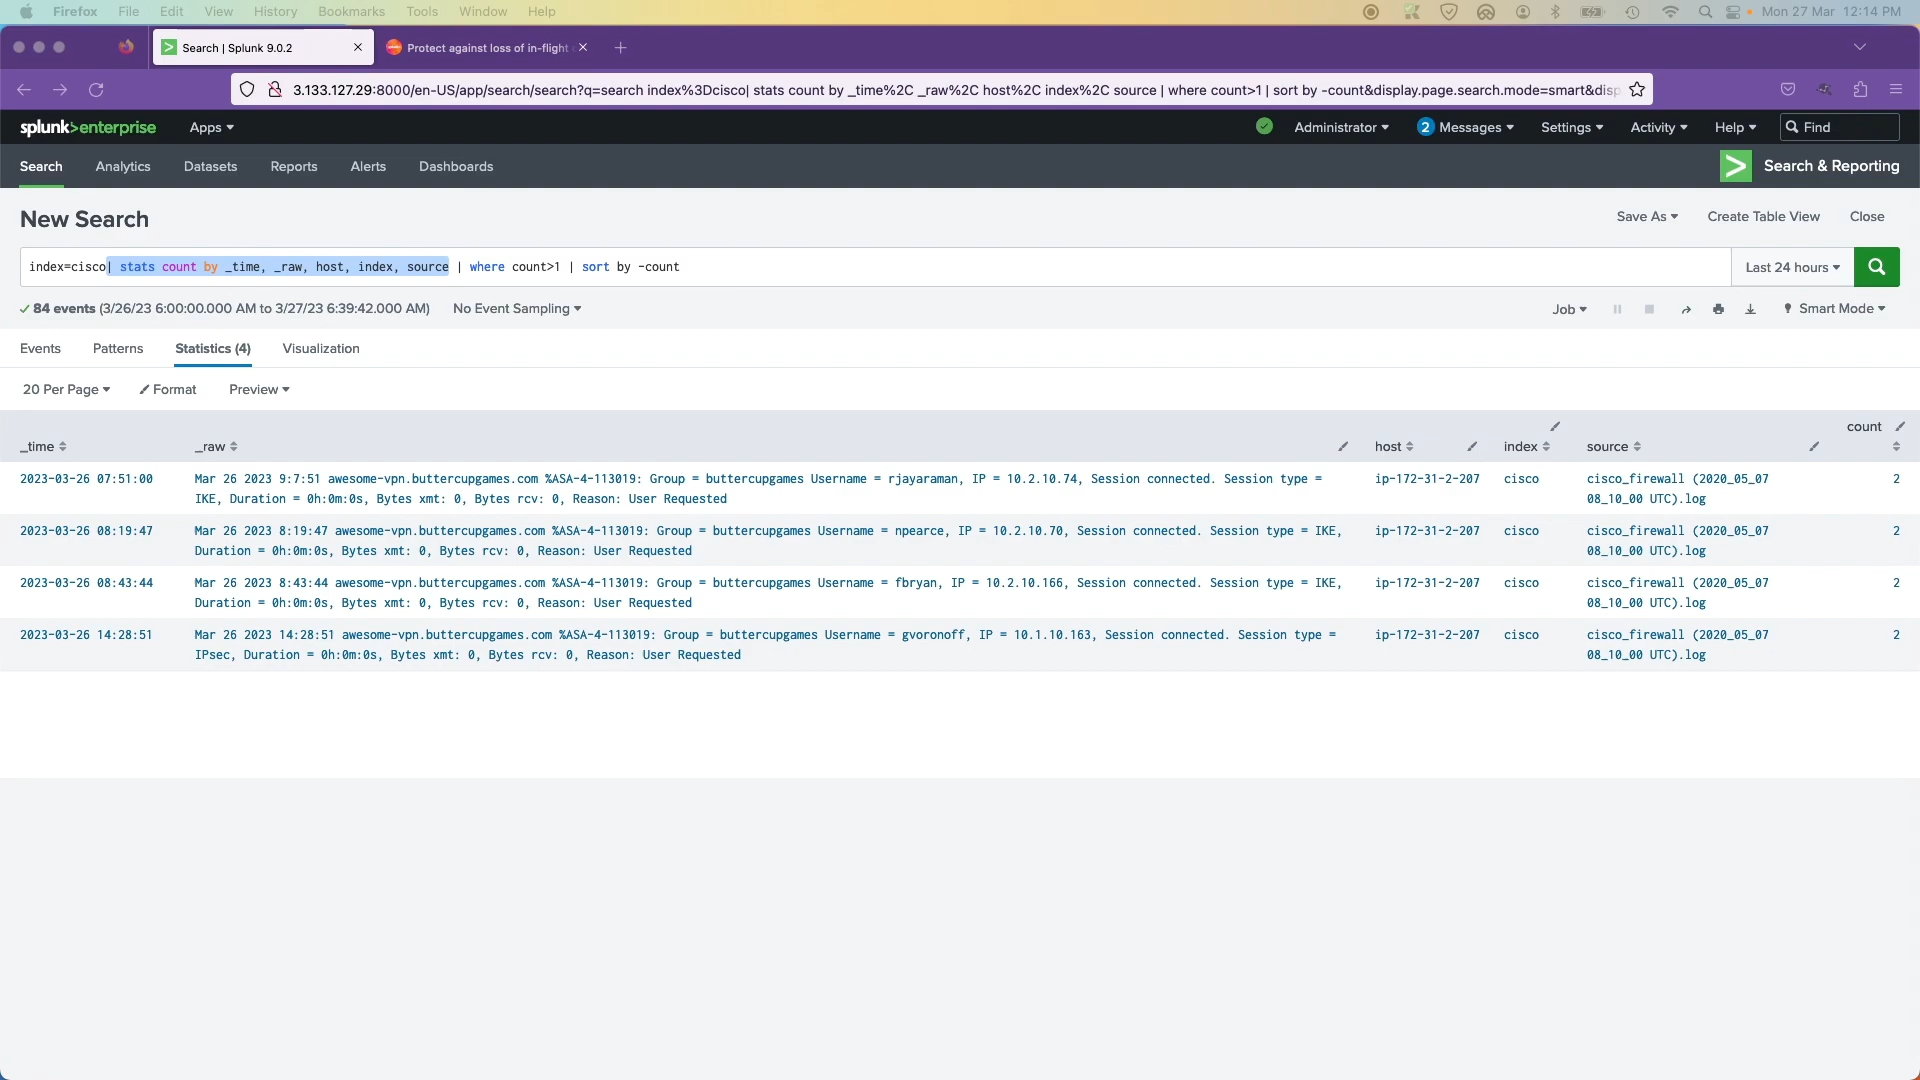 Firefox File Edit View History Bookmarks Tools Window Help Mon 27 Mar 12:14 PM
Search | Splunk 9.0.2 Protect against loss of in-flight
3.133.127.29:8000/en-US/app/search/search?q=search index%3Dcisco| stats count by _time%2C _raw%2C host%2C index%2C source | where count>1 | sort by -count&display.page.search.mode=smart&disp
splunk>enterprise Apps Administrator 2 Messages Settings Activity Help Find
Search Analytics Datasets Reports Alerts Dashboards Search & Reporting
New Search Save As Create Table View Close
index=cisco| stats count by _time, _raw, host, index, source | where count>1 | sort by -count Last 24 hours
84 events (3/26/23 6:00:00.000 AM to 3/27/23 6:39:42.000 AM) No Event Sampling Job Smart Mode
Events Patterns Statistics (4) Visualization
20 Per Page Format Preview
_time _raw host index source count
2023-03-26 07:51:00 Mar 26 2023 9:7:51 awesome-vpn.buttercupgames.com %ASA-4-113019: Group = buttercupgames Username = rjayaraman, IP = 10.2.10.74, Session connected. Session type = ip-172-31-2-207 cisco cisco_firewall (2020_05_07 2
IKE, Duration = 0h:0m:0s, Bytes xmt: 0, Bytes rcv: 0, Reason: User Requested 08_10_00 UTC).log
2023-03-26 08:19:47 Mar 26 2023 8:19:47 awesome-vpn.buttercupgames.com %ASA-4-113019: Group = buttercupgames Username = npearce, IP = 10.2.10.70, Session connected. Session type = IKE, ip-172-31-2-207 cisco cisco_firewall (2020_05_07 2
Duration = 0h:0m:0s, Bytes xmt: 0, Bytes rcv: 0, Reason: User Requested 08_10_00 UTC).log
2023-03-26 08:43:44 Mar 26 2023 8:43:44 awesome-vpn.buttercupgames.com %ASA-4-113019: Group = buttercupgames Username = fbryan, IP = 10.2.10.166, Session connected. Session type = IKE, ip-172-31-2-207 cisco cisco_firewall (2020_05_07 2
Duration = 0h:0m:0s, Bytes xmt: 0, Bytes rcv: 0, Reason: User Requested 08_10_00 UTC).log
2023-03-26 14:28:51 Mar 26 2023 14:28:51 awesome-vpn.buttercupgames.com %ASA-4-113019: Group = buttercupgames Username = gvoronoff, IP = 10.1.10.163, Session connected. Session type = ip-172-31-2-207 cisco cisco_firewall (2020_05_07 2
IPsec, Duration = 0h:0m:0s, Bytes xmt: 0, Bytes rcv: 0, Reason: User Requested 08_10_00 UTC).log